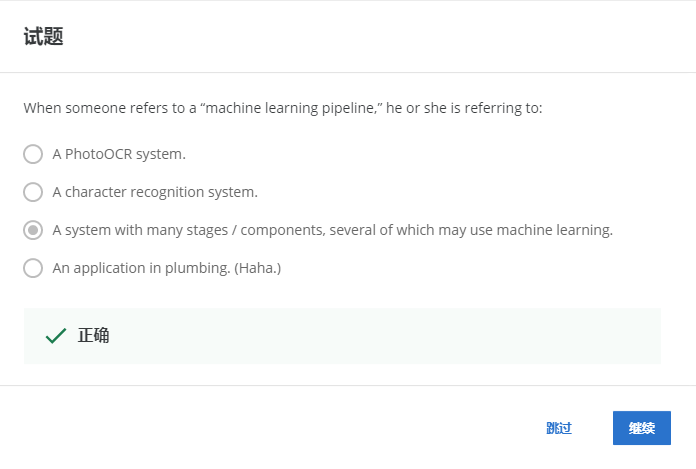 试题
When someone refers to a “machine learning pipeline,” he or she is referring to:
A PhotoOCR system.
A character recognition system.
A system with many stages / components, several of which may use machine learning.
An application in plumbing. (Haha.)
正确
跳过
继续